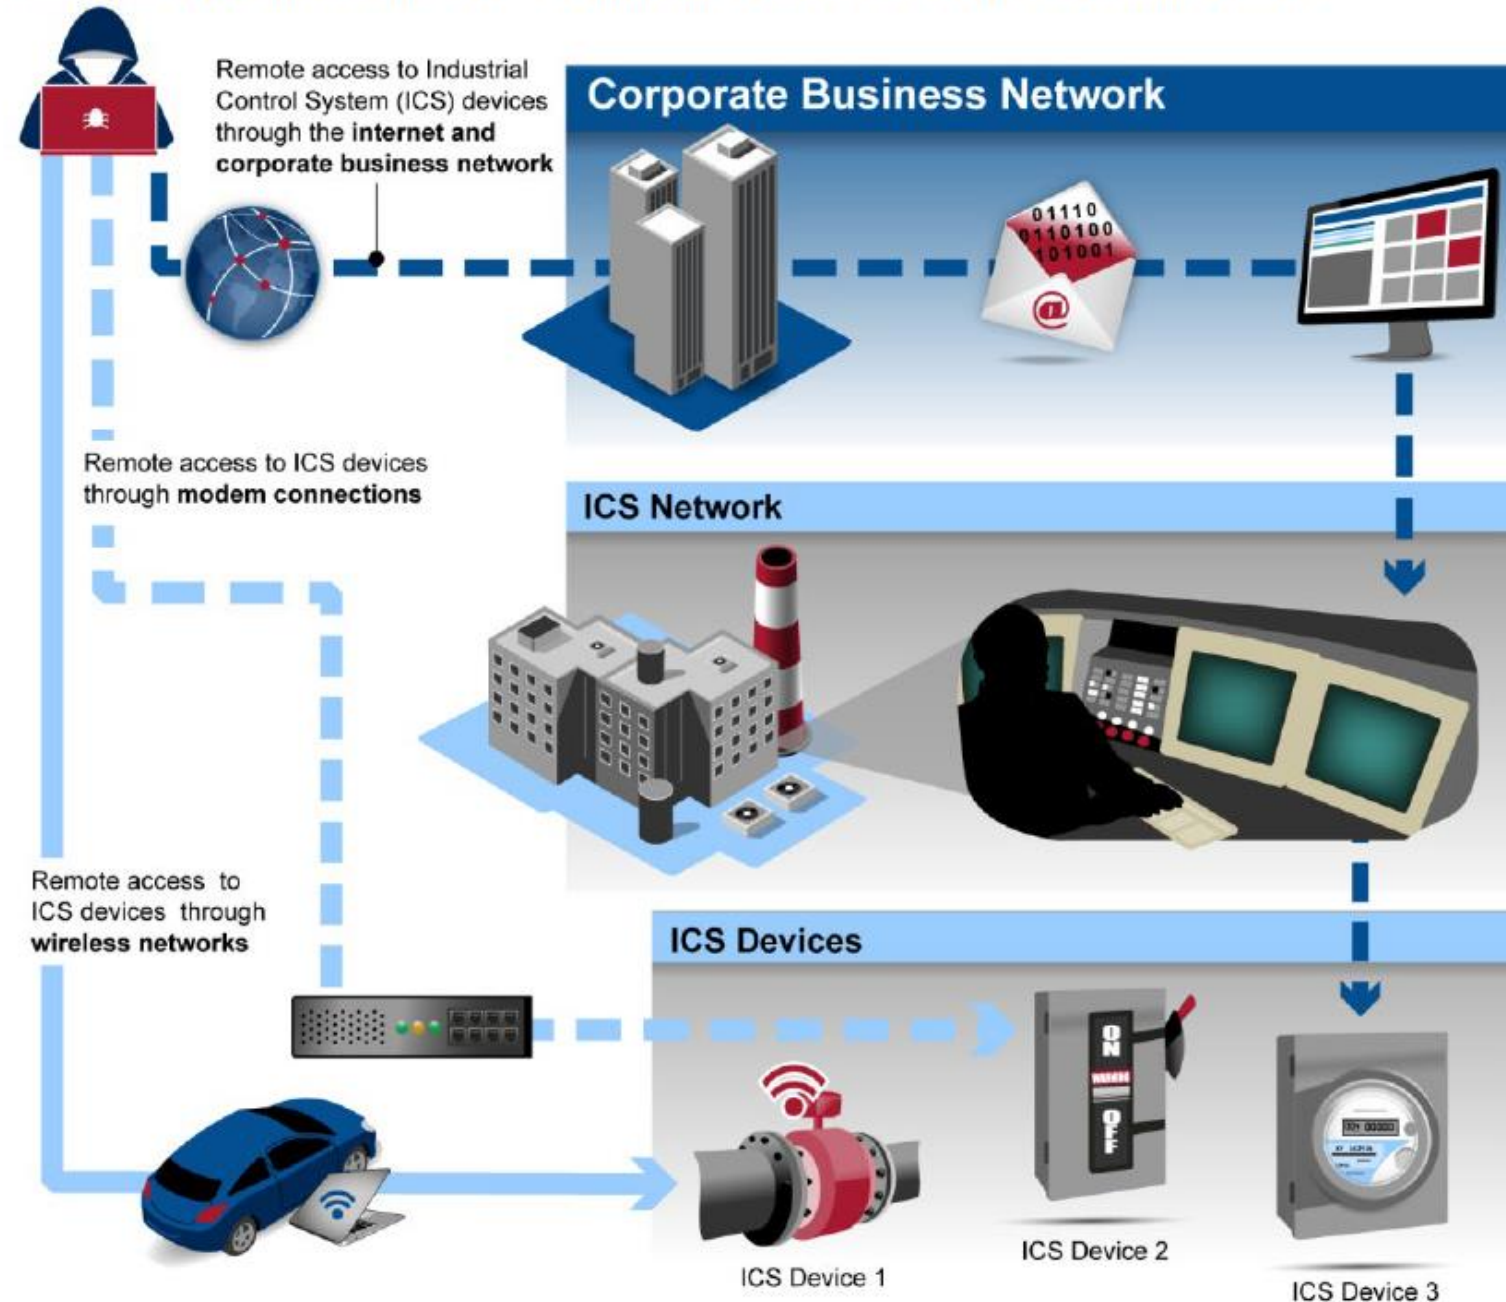 Remote access to Industrial
Control System (ICS) devices
through the internet and
corporate business network
Corporate Business Network
01110
0110100
101001
@
Remote access to ICS devices
through modem connections
ICS Network
Remote access to
ICS devices through
wireless networks
ICS Devices
ON
OFF
ICS Device 1
ICS Device 2
ICS Device 3